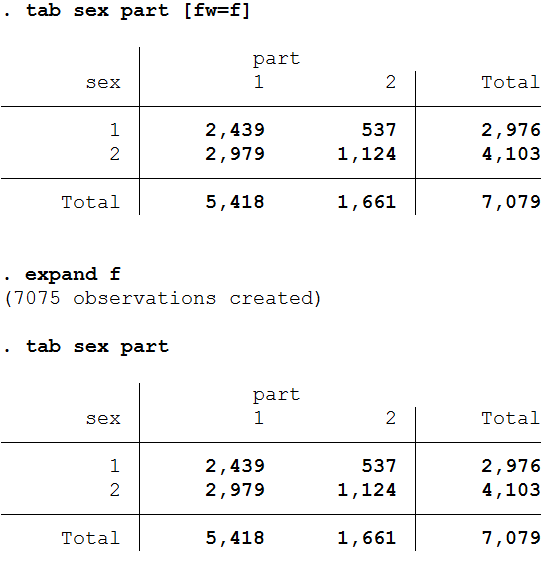 . tab sex part [fw=f]
part
sex 1 2 Total
1 2,439 537 2,976
2 2,979 1,124 4,103
Total 5,418 1,661 7,079
. expand f
(7075 observations created)
. tab sex part
part
sex 1 2 Total
1 2,439 537 2,976
2 2,979 1,124 4,103
Total 5,418 1,661 7,079